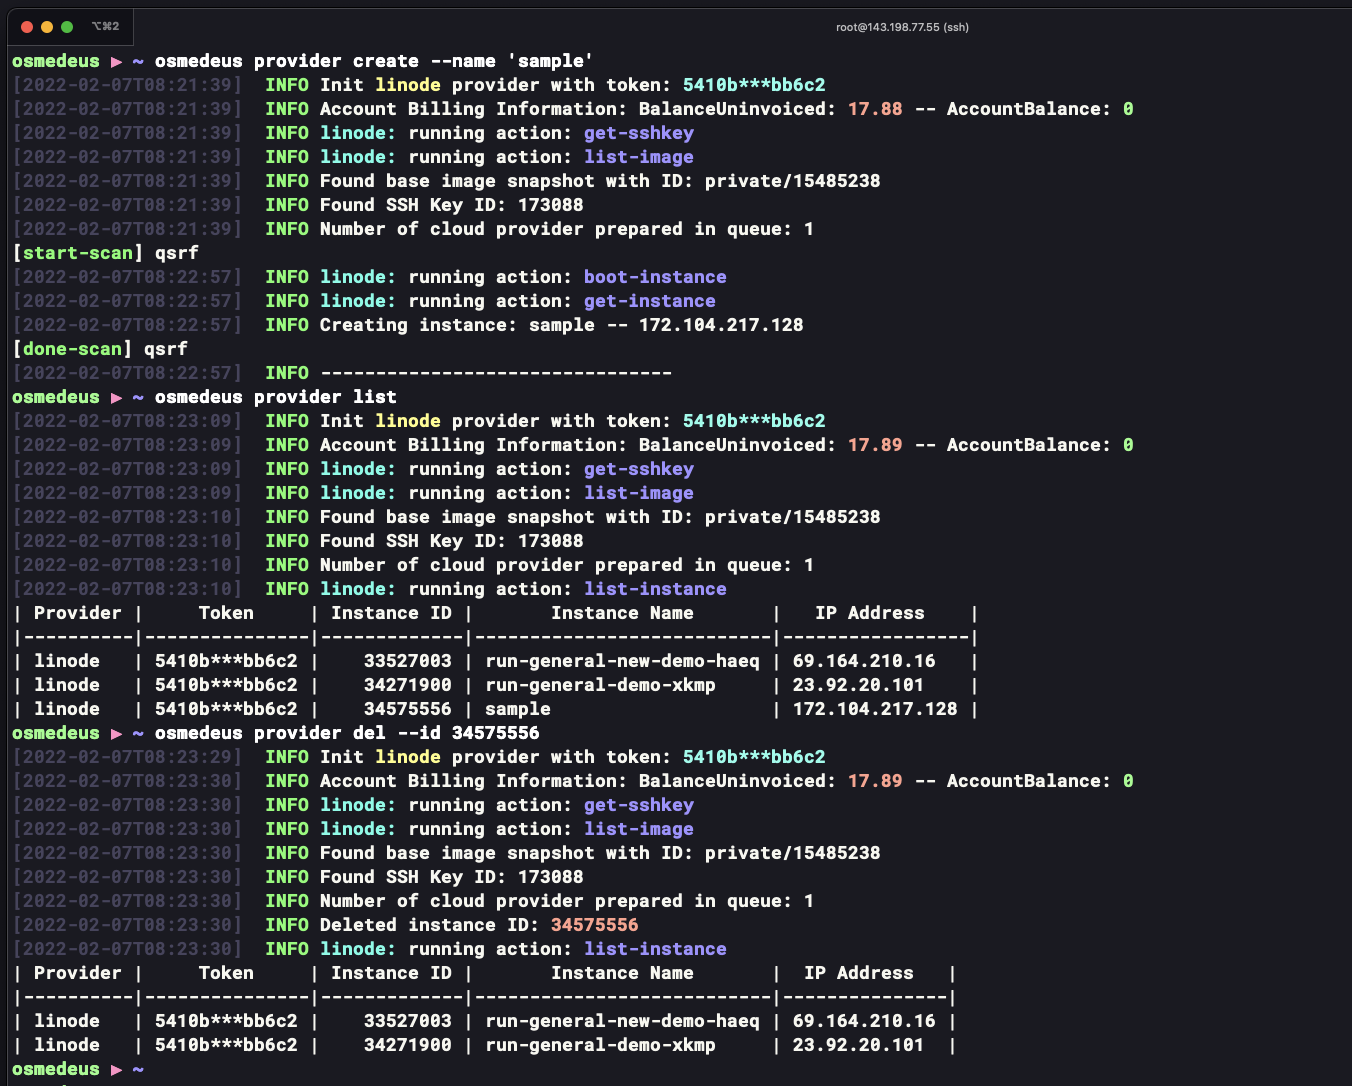 ⌥⌘2
root@143.198.77.55 (ssh)
osmedeus ▶ ~ osmedeus provider create --name 'sample'
[2022-02-07T08:21:39]  INFO Init linode provider with token: 5410b***bb6c2
[2022-02-07T08:21:39]  INFO Account Billing Information: BalanceUninvoiced: 17.88 -- AccountBalance: 0
[2022-02-07T08:21:39]  INFO linode: running action: get-sshkey
[2022-02-07T08:21:39]  INFO linode: running action: list-image
[2022-02-07T08:21:39]  INFO Found base image snapshot with ID: private/15485238
[2022-02-07T08:21:39]  INFO Found SSH Key ID: 173088
[2022-02-07T08:21:39]  INFO Number of cloud provider prepared in queue: 1
[start-scan] qsrf
[2022-02-07T08:22:57]  INFO linode: running action: boot-instance
[2022-02-07T08:22:57]  INFO linode: running action: get-instance
[2022-02-07T08:22:57]  INFO Creating instance: sample -- 172.104.217.128
[done-scan] qsrf
[2022-02-07T08:22:57]  INFO --------------------------------
osmedeus ▶ ~ osmedeus provider list
[2022-02-07T08:23:09]  INFO Init linode provider with token: 5410b***bb6c2
[2022-02-07T08:23:09]  INFO Account Billing Information: BalanceUninvoiced: 17.89 -- AccountBalance: 0
[2022-02-07T08:23:09]  INFO linode: running action: get-sshkey
[2022-02-07T08:23:09]  INFO linode: running action: list-image
[2022-02-07T08:23:10]  INFO Found base image snapshot with ID: private/15485238
[2022-02-07T08:23:10]  INFO Found SSH Key ID: 173088
[2022-02-07T08:23:10]  INFO Number of cloud provider prepared in queue: 1
[2022-02-07T08:23:10]  INFO linode: running action: list-instance
| Provider |     Token     | Instance ID |       Instance Name       |   IP Address    |
|----------|---------------|-------------|---------------------------|-----------------|
| linode   | 5410b***bb6c2 |    33527003 | run-general-new-demo-haeq | 69.164.210.16   |
| linode   | 5410b***bb6c2 |    34271900 | run-general-demo-xkmp     | 23.92.20.101    |
| linode   | 5410b***bb6c2 |    34575556 | sample                    | 172.104.217.128 |
osmedeus ▶ ~ osmedeus provider del --id 34575556
[2022-02-07T08:23:29]  INFO Init linode provider with token: 5410b***bb6c2
[2022-02-07T08:23:30]  INFO Account Billing Information: BalanceUninvoiced: 17.89 -- AccountBalance: 0
[2022-02-07T08:23:30]  INFO linode: running action: get-sshkey
[2022-02-07T08:23:30]  INFO linode: running action: list-image
[2022-02-07T08:23:30]  INFO Found base image snapshot with ID: private/15485238
[2022-02-07T08:23:30]  INFO Found SSH Key ID: 173088
[2022-02-07T08:23:30]  INFO Number of cloud provider prepared in queue: 1
[2022-02-07T08:23:30]  INFO Deleted instance ID: 34575556
[2022-02-07T08:23:30]  INFO linode: running action: list-instance
| Provider |     Token     | Instance ID |       Instance Name       |  IP Address   |
|----------|---------------|-------------|---------------------------|---------------|
| linode   | 5410b***bb6c2 |    33527003 | run-general-new-demo-haeq | 69.164.210.16 |
| linode   | 5410b***bb6c2 |    34271900 | run-general-demo-xkmp     | 23.92.20.101  |
osmedeus ▶ ~